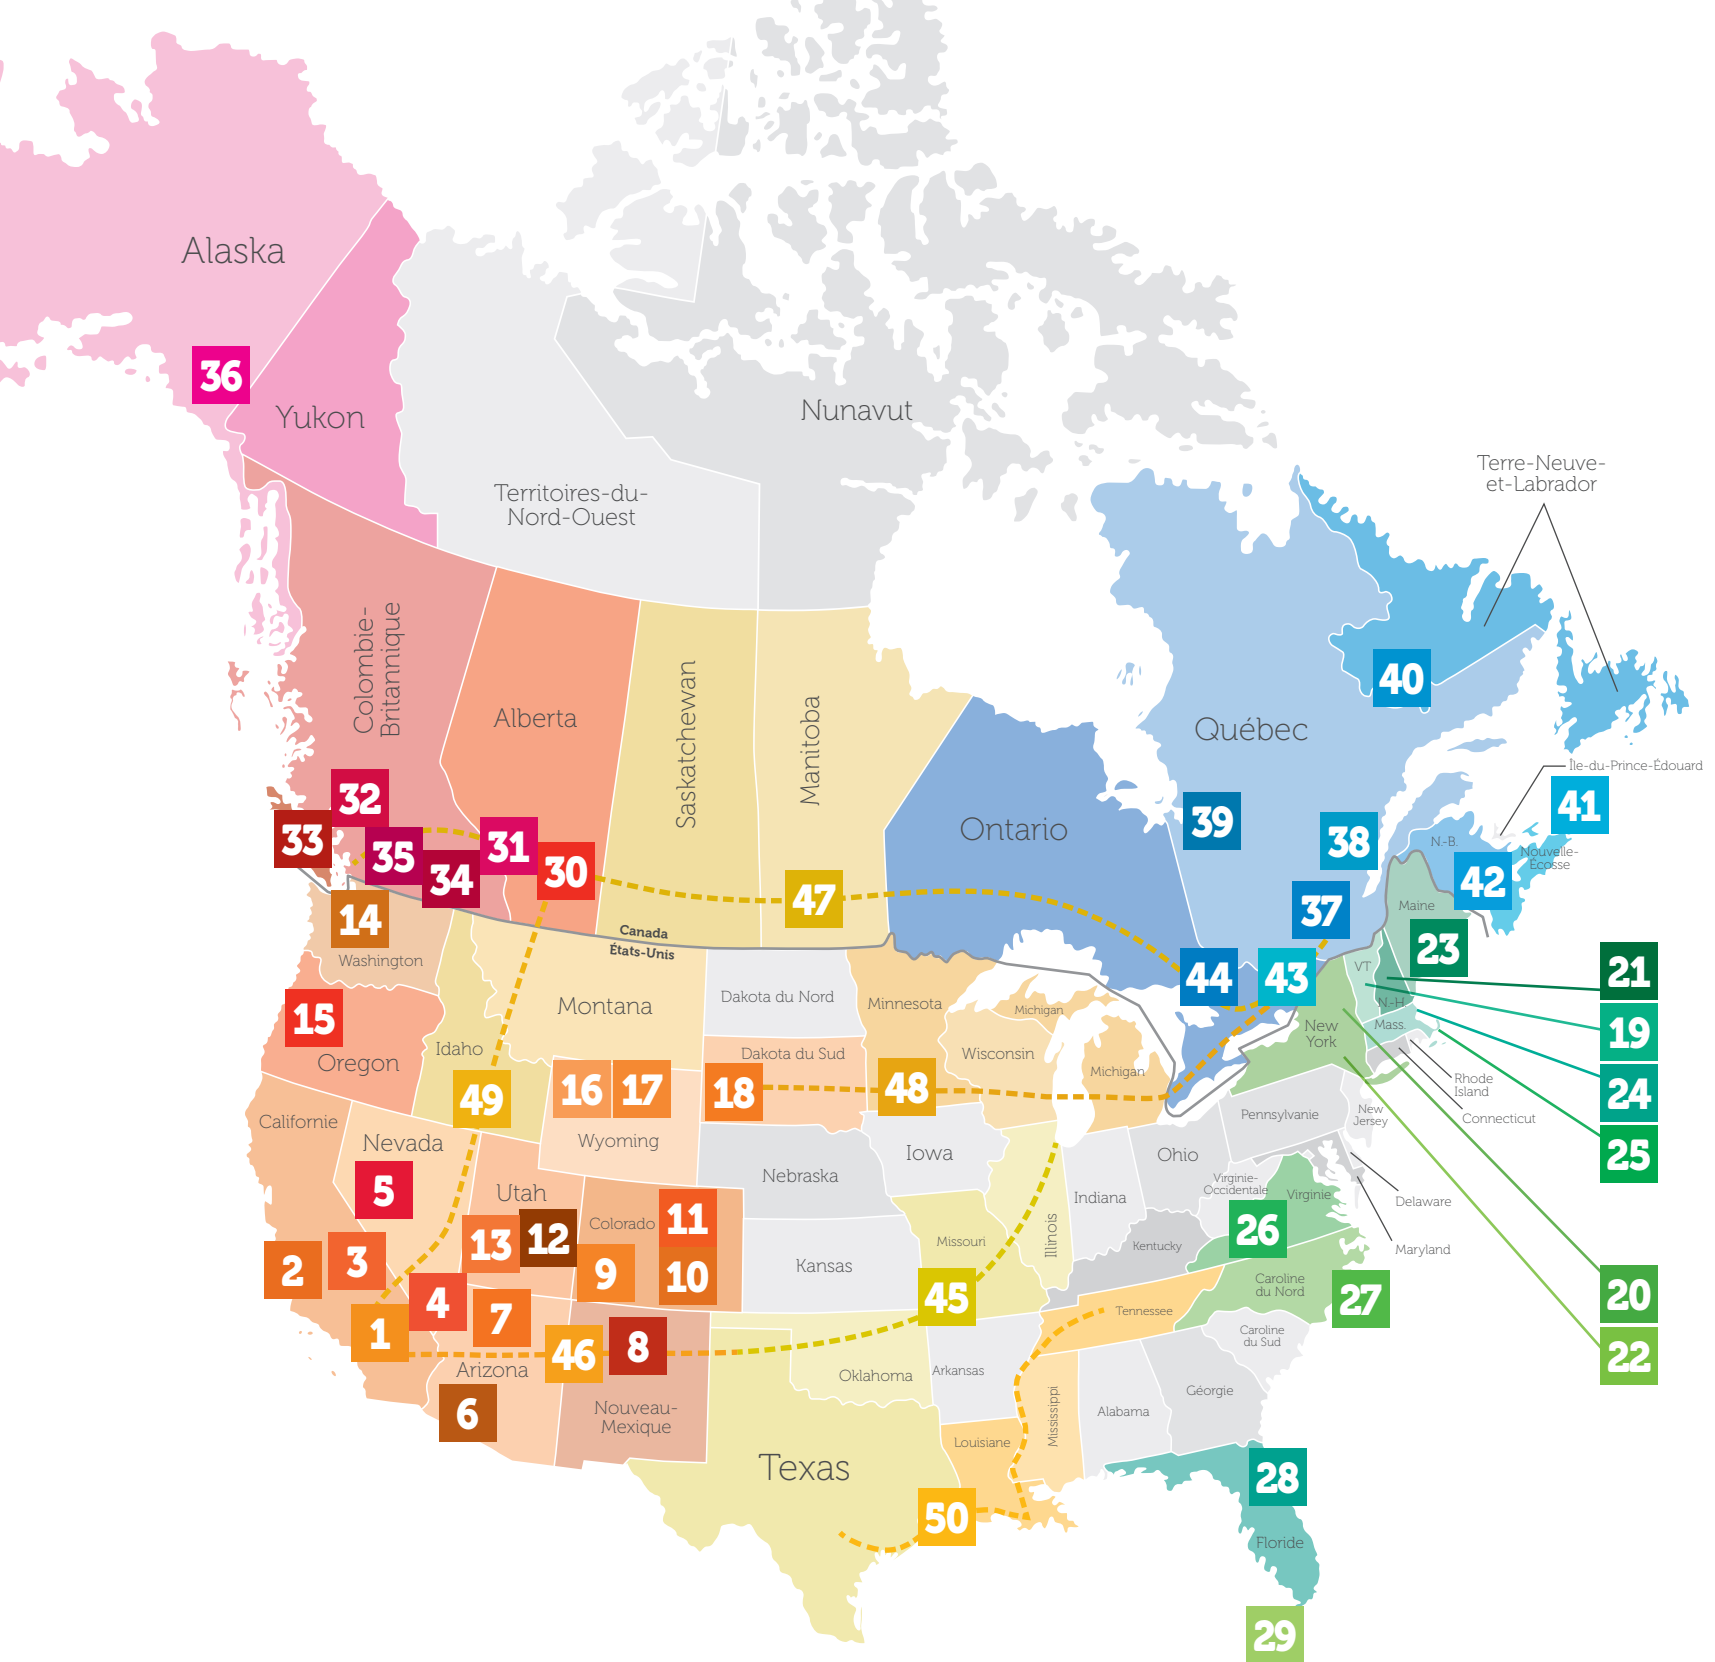 Alaska
36
Yukon
Nunavut
Territoires-du-
Nord-Ouest
Terre-Neuve-
et-Labrador
Colombie-
Britannique
Alberta
Saskatchewan
Manitoba
Ontario
Québec
40
Île-du-Prince-Édouard
41
32
33
35
34
31
30
47
39
38
N.-B.
Nouvelle-
Écosse
42
37
Maine
23
14
Washington
Canada
États-Unis
44
43
VT
21
15
Oregon
Idaho
Montana
Dakota du Nord
Minnesota
Michigan
N.-H.
Mass.
New
York
19
Dakota du Sud
Wisconsin
Michigan
Rhode
Island
Connecticut
24
49
16
17
18
48
Californie
Nevada
Wyoming
Iowa
Pennsylvanie
New
Jersey
25
5
Utah
Nebraska
Ohio
Indiana
Illinois
Virginie-
Occidentale
Virginie
Delaware
Maryland
13
12
Colorado
11
Missouri
Kentucky
26
2
3
9
10
Kansas
45
Caroline
du Nord
27
20
4
7
1
46
8
Tennessee
Caroline
du Sud
22
Arizona
Oklahoma
Arkansas
6
Nouveau-
Mexique
Mississippi
Alabama
Géorgie
Louisiane
Texas
50
28
Floride
29